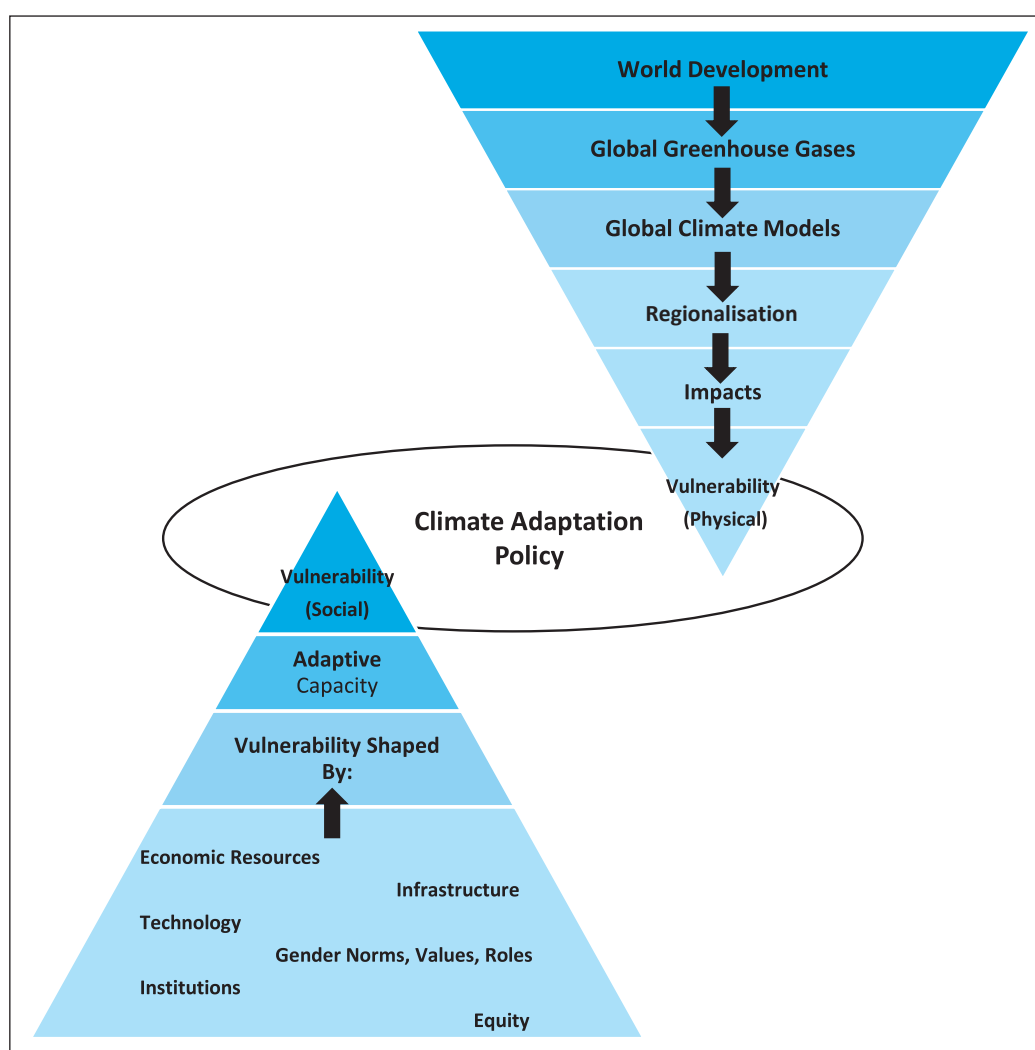 World Development
Global Greenhouse Gases
Global Climate Models
Regionalisation
Impacts
Vulnerability
(Physical)
Climate Adaptation
Policy
Vulnerability
(Social)
Adaptive
Capacity
Vulnerability Shaped
By:
Economic Resources
Infrastructure
Technology
Gender Norms, Values, Roles
Institutions
Equity